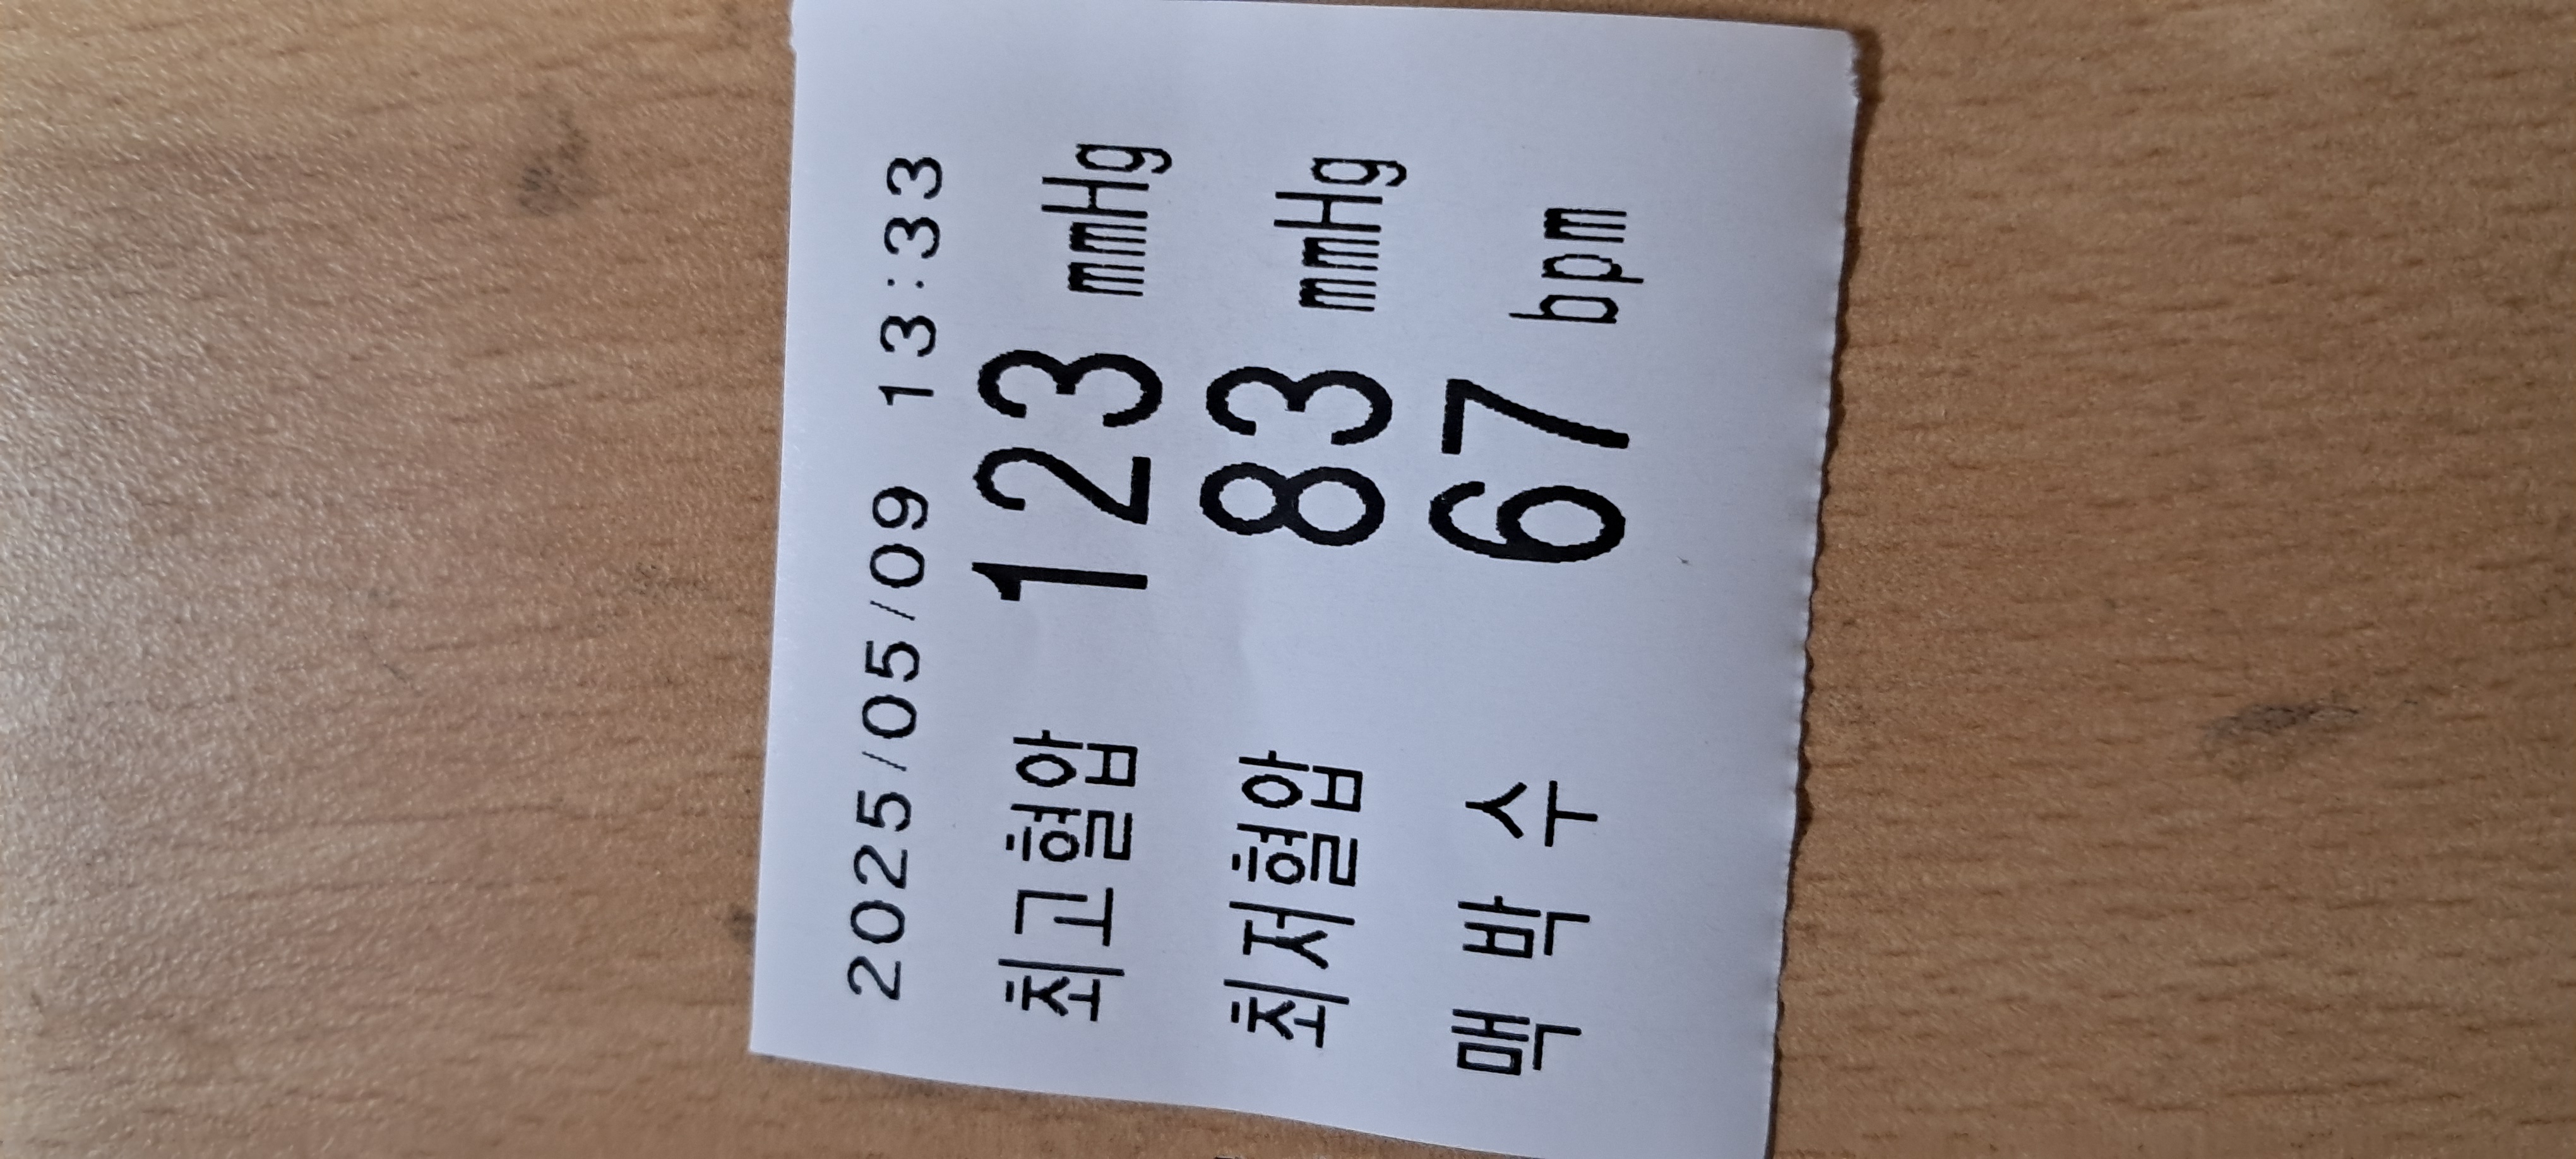 2025/05/09 13:33
최고혈압 123 mmHg
최저혈압 83 mmHg
맥 박 수 67 bpm